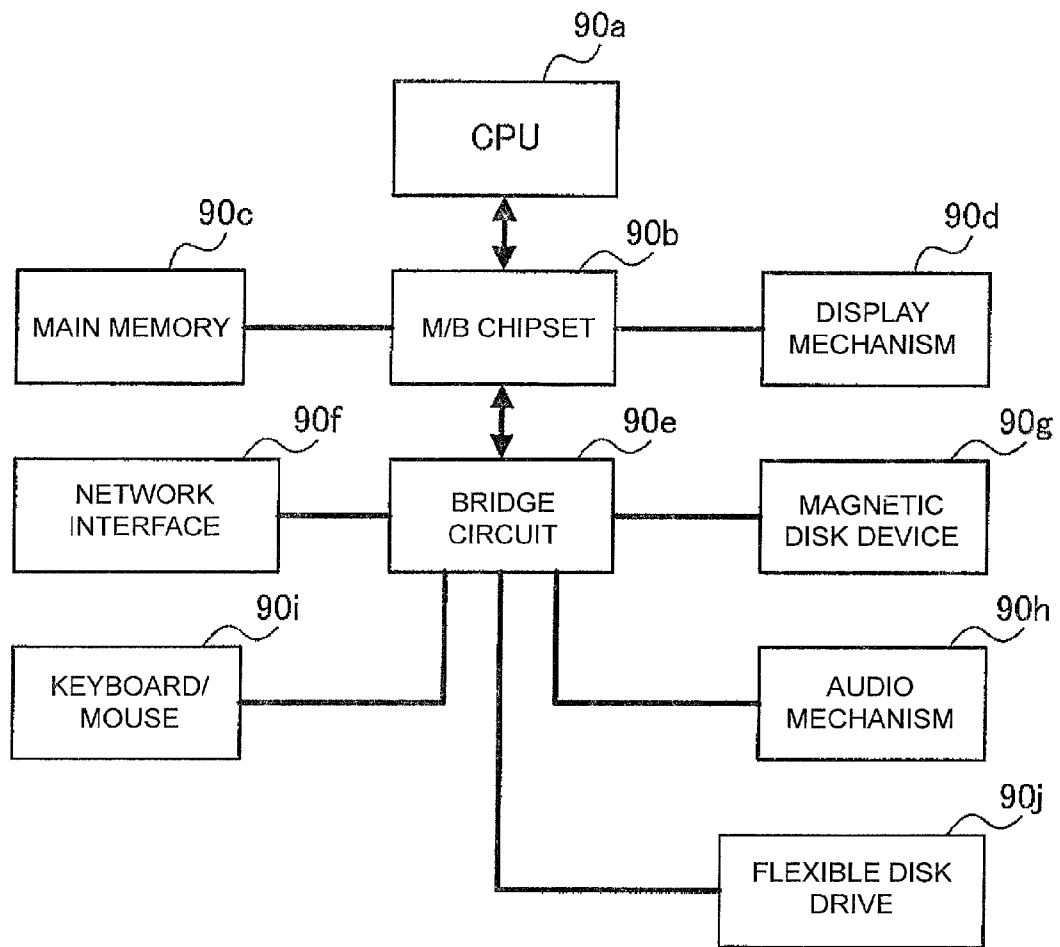 90a
CPU
90c
90b
90d
MAIN MEMORY
M/B CHIPSET
DISPLAY
MECHANISM
90f
90e
90g
NETWORK
INTERFACE
BRIDGE
CIRCUIT
MAGNETIC
DISK DEVICE
90i
90h
KEYBOARD/
MOUSE
AUDIO
MECHANISM
90j
FLEXIBLE DISK
DRIVE